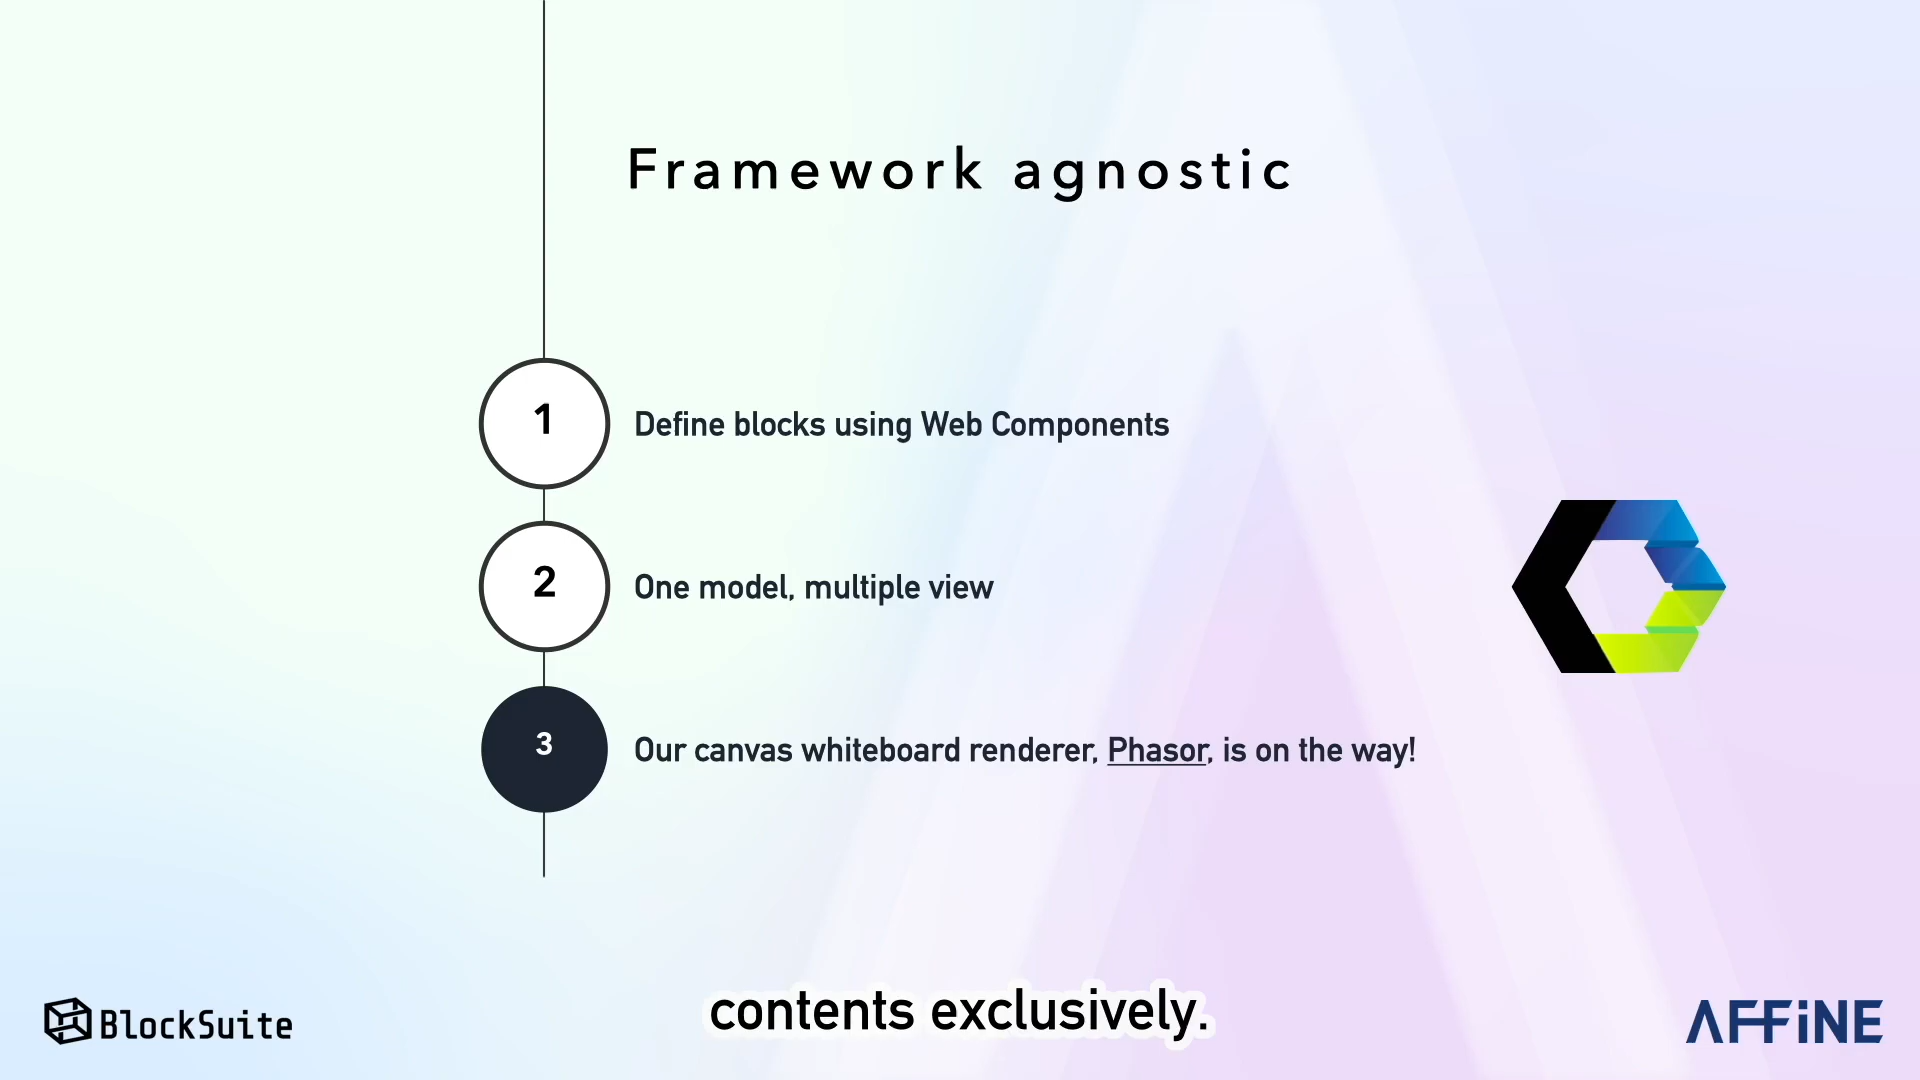 Framework agnostic
1
Define blocks using Web Components
2
One model, multiple view
3
Our canvas whiteboard renderer, Phasor, is on the way!
contents exclusively.
BlockSuite
AFFiNE